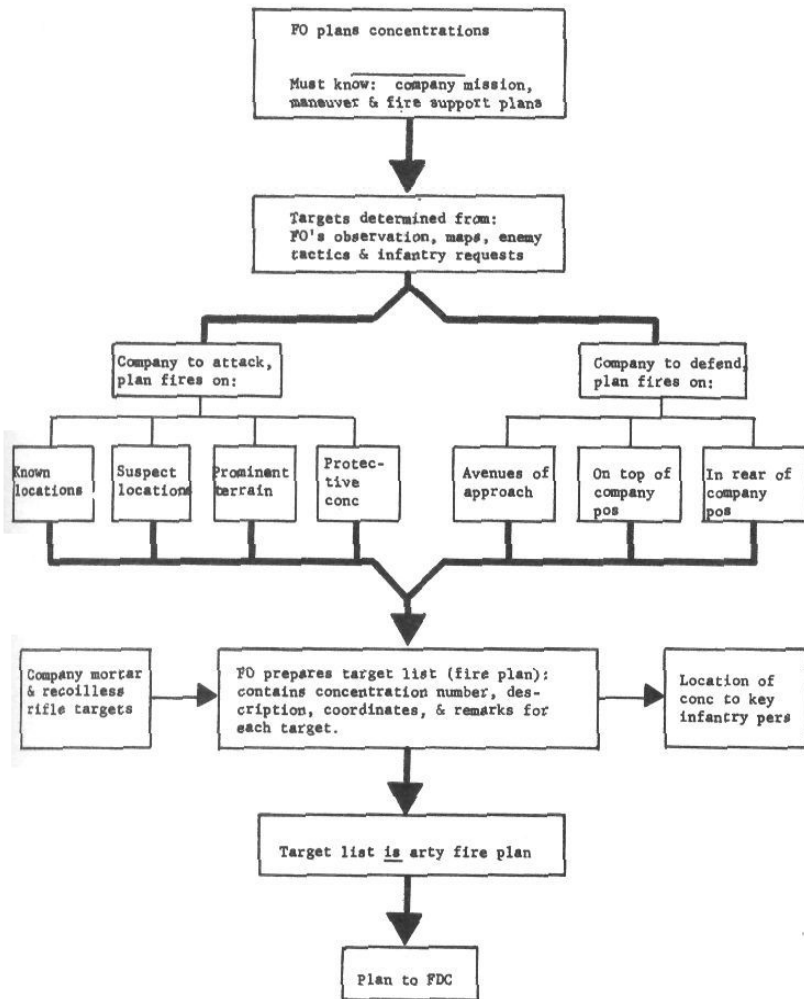 FO plans concentrations
Must know: company mission,
maneuver & fire support plans
Targets determined from:
FO's observation, maps, enemy
tactics & infantry requests
Company to attack,
plan fires on:
Company to defend,
plan fires on:
Known
locations
Suspect
locations
Prominent
terrain
Protec-
tive
conc
Avenues of
approach
On top of
company
pos
In rear of
company
pos
Company mortar
& recoilless
rifle targets
FO prepares target list (fire plan):
contains concentration number, des-
cription, coordinates, & remarks for
each target.
Location of
conc to key
infantry pers
Target list is arty fire plan
Plan to FDC